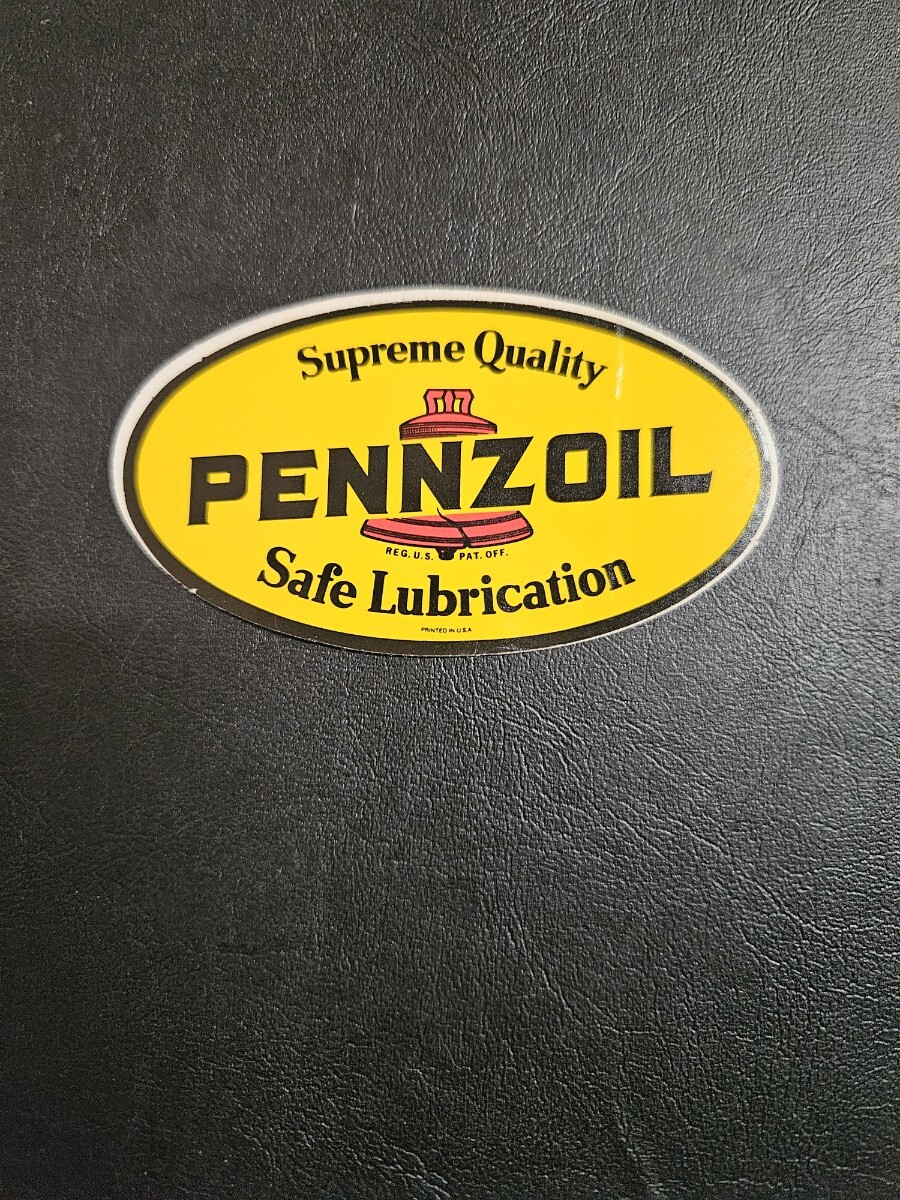 Supreme Quality
PENNZOIL
REG. U.S. PAT. OFF.
Safe Lubrication
PRINTED IN U.S.A.